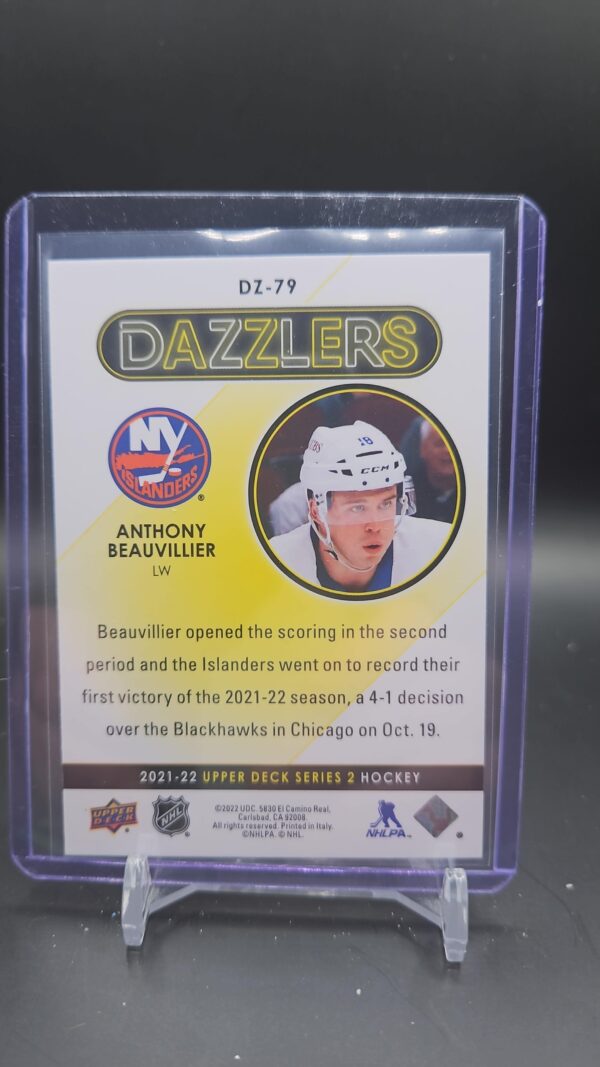 DZ-79
DAZZLERS
NY
ISLANDERS
®
18
CCM
ANTHONY
BEAUVILLIER
LW
Beauvillier opened the scoring in the second
period and the Islanders went on to record their
first victory of the 2021-22 season, a 4-1 decision
over the Blackhawks in Chicago on Oct. 19.
2021-22 UPPER DECK SERIES 2 HOCKEY
UPPER
DECK
NHL
©2022 UDC. 5830 El Camino Real,
Carlsbad, CA 92008.
All rights reserved. Printed in Italy.
©NHLPA. © NHL.
NHLPA